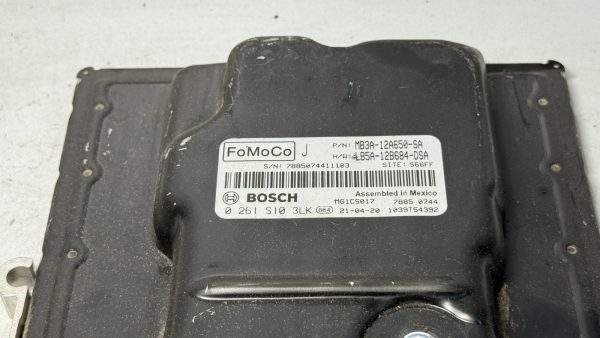 FoMoCo J P/N: MB3A-12A650-SA
H/W: LB5A-12B684-DSA
S/N: 7885074411103 SITE: S66FF
BOSCH Assembled in Mexico
MG1CS017 7885 0744
0 261 S10 3LK 864 21-04-20 1039T54392